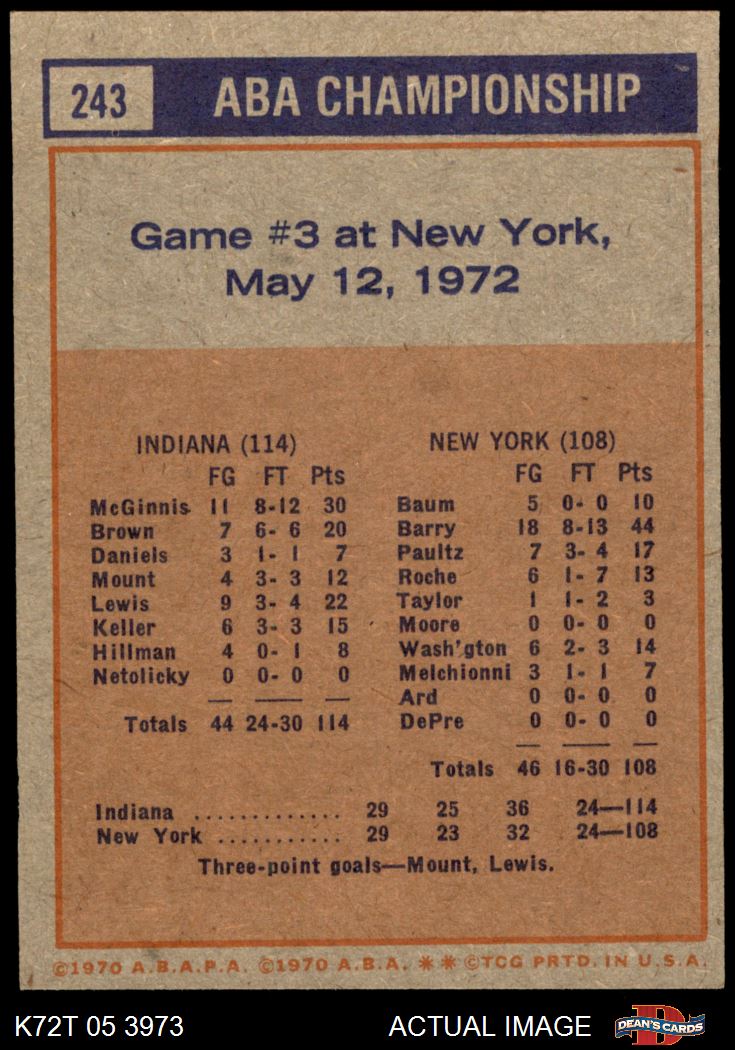 243 ABA CHAMPIONSHIP
Game #3 at New York,
May 12, 1972
INDIANA (114)
FG FT Pts
McGinnis 11 8-12 30
Brown 7 6- 6 20
Daniels 3 1- 1 7
Mount 4 3- 3 12
Lewis 9 3- 4 22
Keller 6 3- 3 15
Hillman 4 0- 1 8
Netolicky 0 0- 0 0
Totals 44 24-30 114
NEW YORK (108)
FG FT Pts
Baum 5 0- 0 10
Barry 18 8-13 44
Paultz 7 3- 4 17
Roche 6 1- 7 13
Taylor 1 1- 2 3
Moore 0 0- 0 0
Wash'gton 6 2- 3 14
Melchionni 3 1- 1 7
Ard 0 0- 0 0
DePre 0 0- 0 0
Totals 46 16-30 108
Indiana ............. 29 25 36 24—114
New York ........... 29 23 32 24—108
Three-point goals—Mount, Lewis.
©1970 A.B.A.P.A. ©1970 A.B.A. ** ©TCG PRTD. IN U.S.A.
K72T 05 3973 ACTUAL IMAGE D DEAN'S CARDS